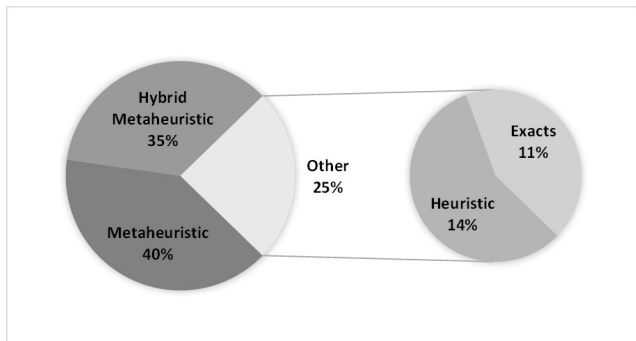 Hybrid
Metaheuristic
35%
Metaheuristic
40%
Other
25%
Exacts
11%
Heuristic
14%